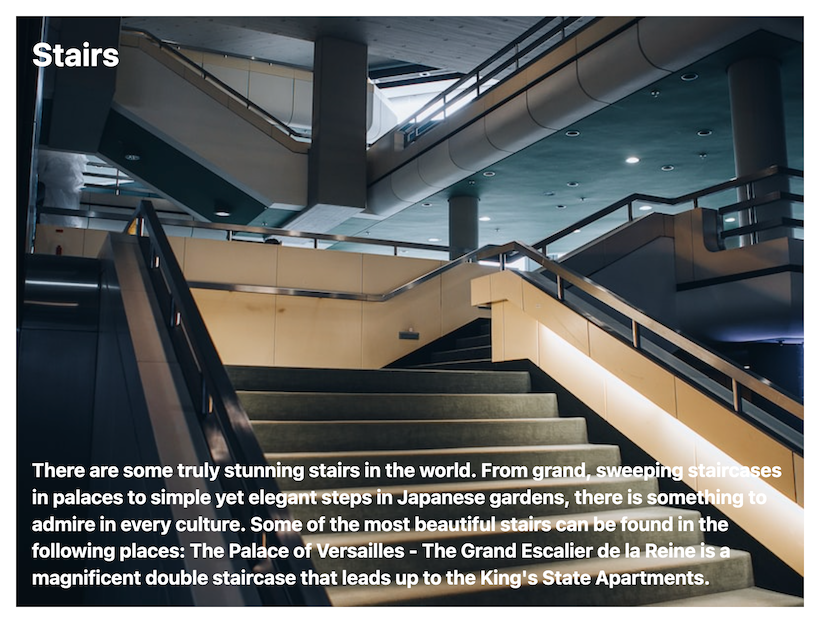 Stairs
There are some truly stunning stairs in the world. From grand, sweeping staircases
in palaces to simple yet elegant steps in Japanese gardens, there is something to
admire in every culture. Some of the most beautiful stairs can be found in the
following places: The Palace of Versailles - The Grand Escalier de la Reine is a
magnificent double staircase that leads up to the King's State Apartments.